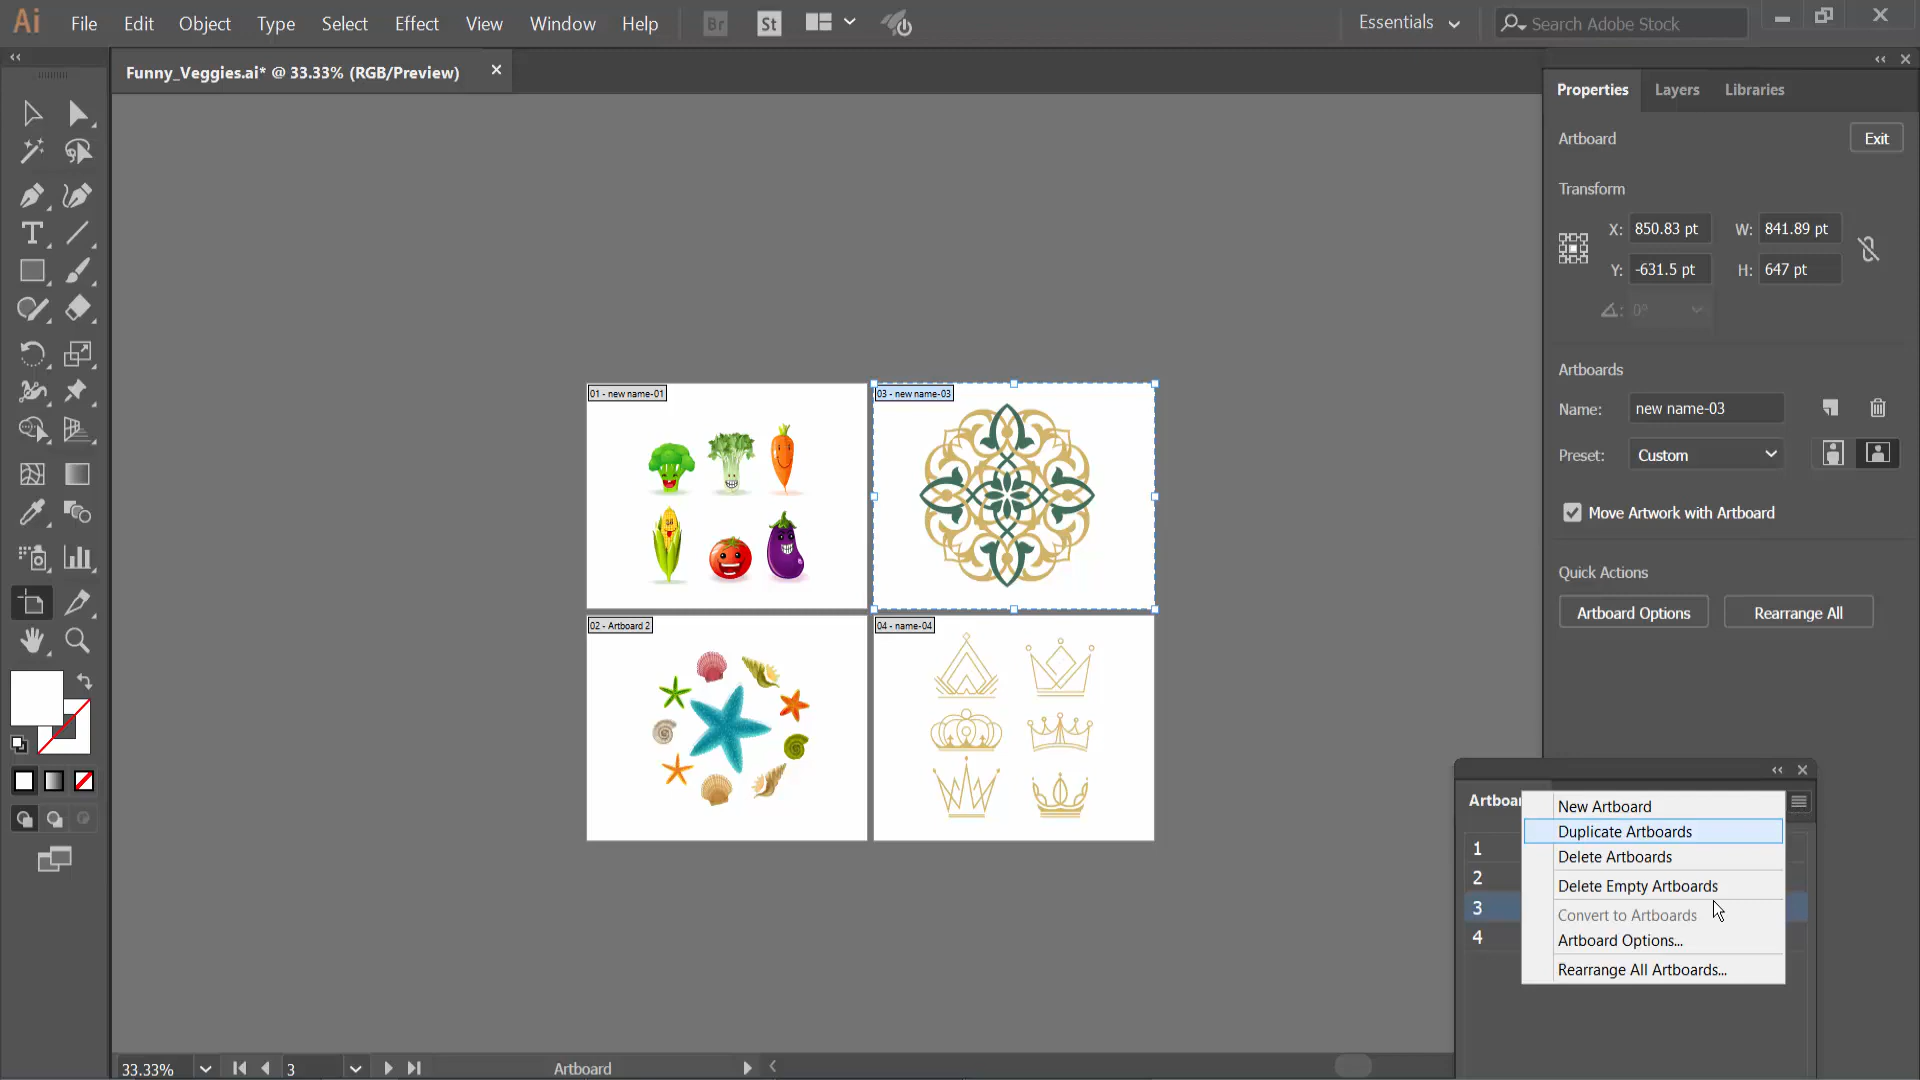 Ai File Edit Object Type Select Effect View Window Help Br St Essentials Search Adobe Stock
Funny_Veggies.ai* @ 33.33% (RGB/Preview)
Properties Layers Libraries
Artboard Exit
Transform
X: 850.83 pt W: 841.89 pt
Y: -631.5 pt H: 647 pt
0°
Artboards
Name: new name-03
Preset: Custom
Move Artwork with Artboard
Quick Actions
Artboard Options Rearrange All
01 - new name-01
03 - new name-03
02 - Artboard 2
04 - name-04
Artboar
1
2
3
4
New Artboard
Duplicate Artboards
Delete Artboards
Delete Empty Artboards
Convert to Artboards
Artboard Options...
Rearrange All Artboards...
33.33% 3 Artboard